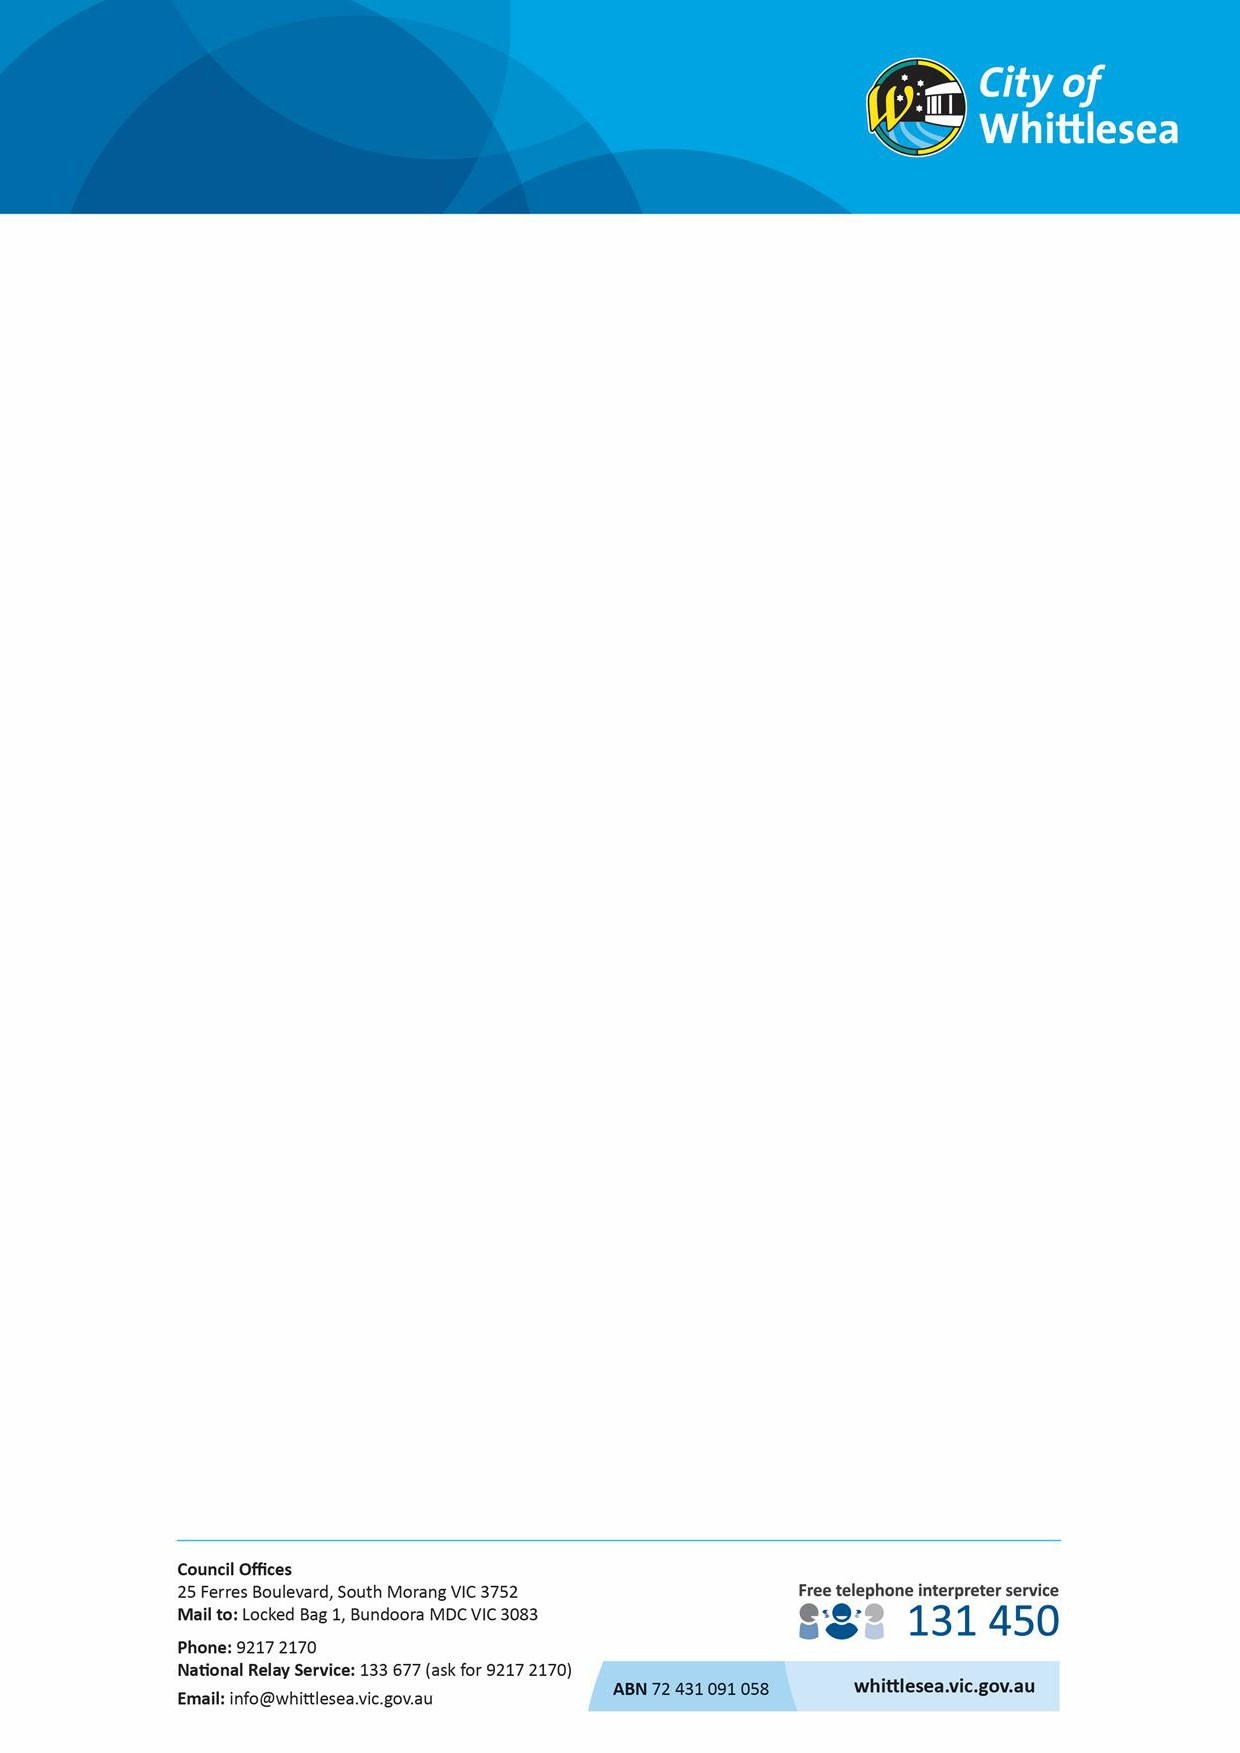 City of
Whittlesea
Council Offices
25 Ferres Boulevard, South Morang VIC 3752
Mail to: Locked Bag 1, Bundoora MDC VIC 3083
Phone: 9217 2170
National Relay Service: 133 677 (ask for 9217 2170)
Email: info@whittlesea.vic.gov.au
Free telephone interpreter service
131 450
ABN 72 431 091 058
whittlesea.vic.gov.au